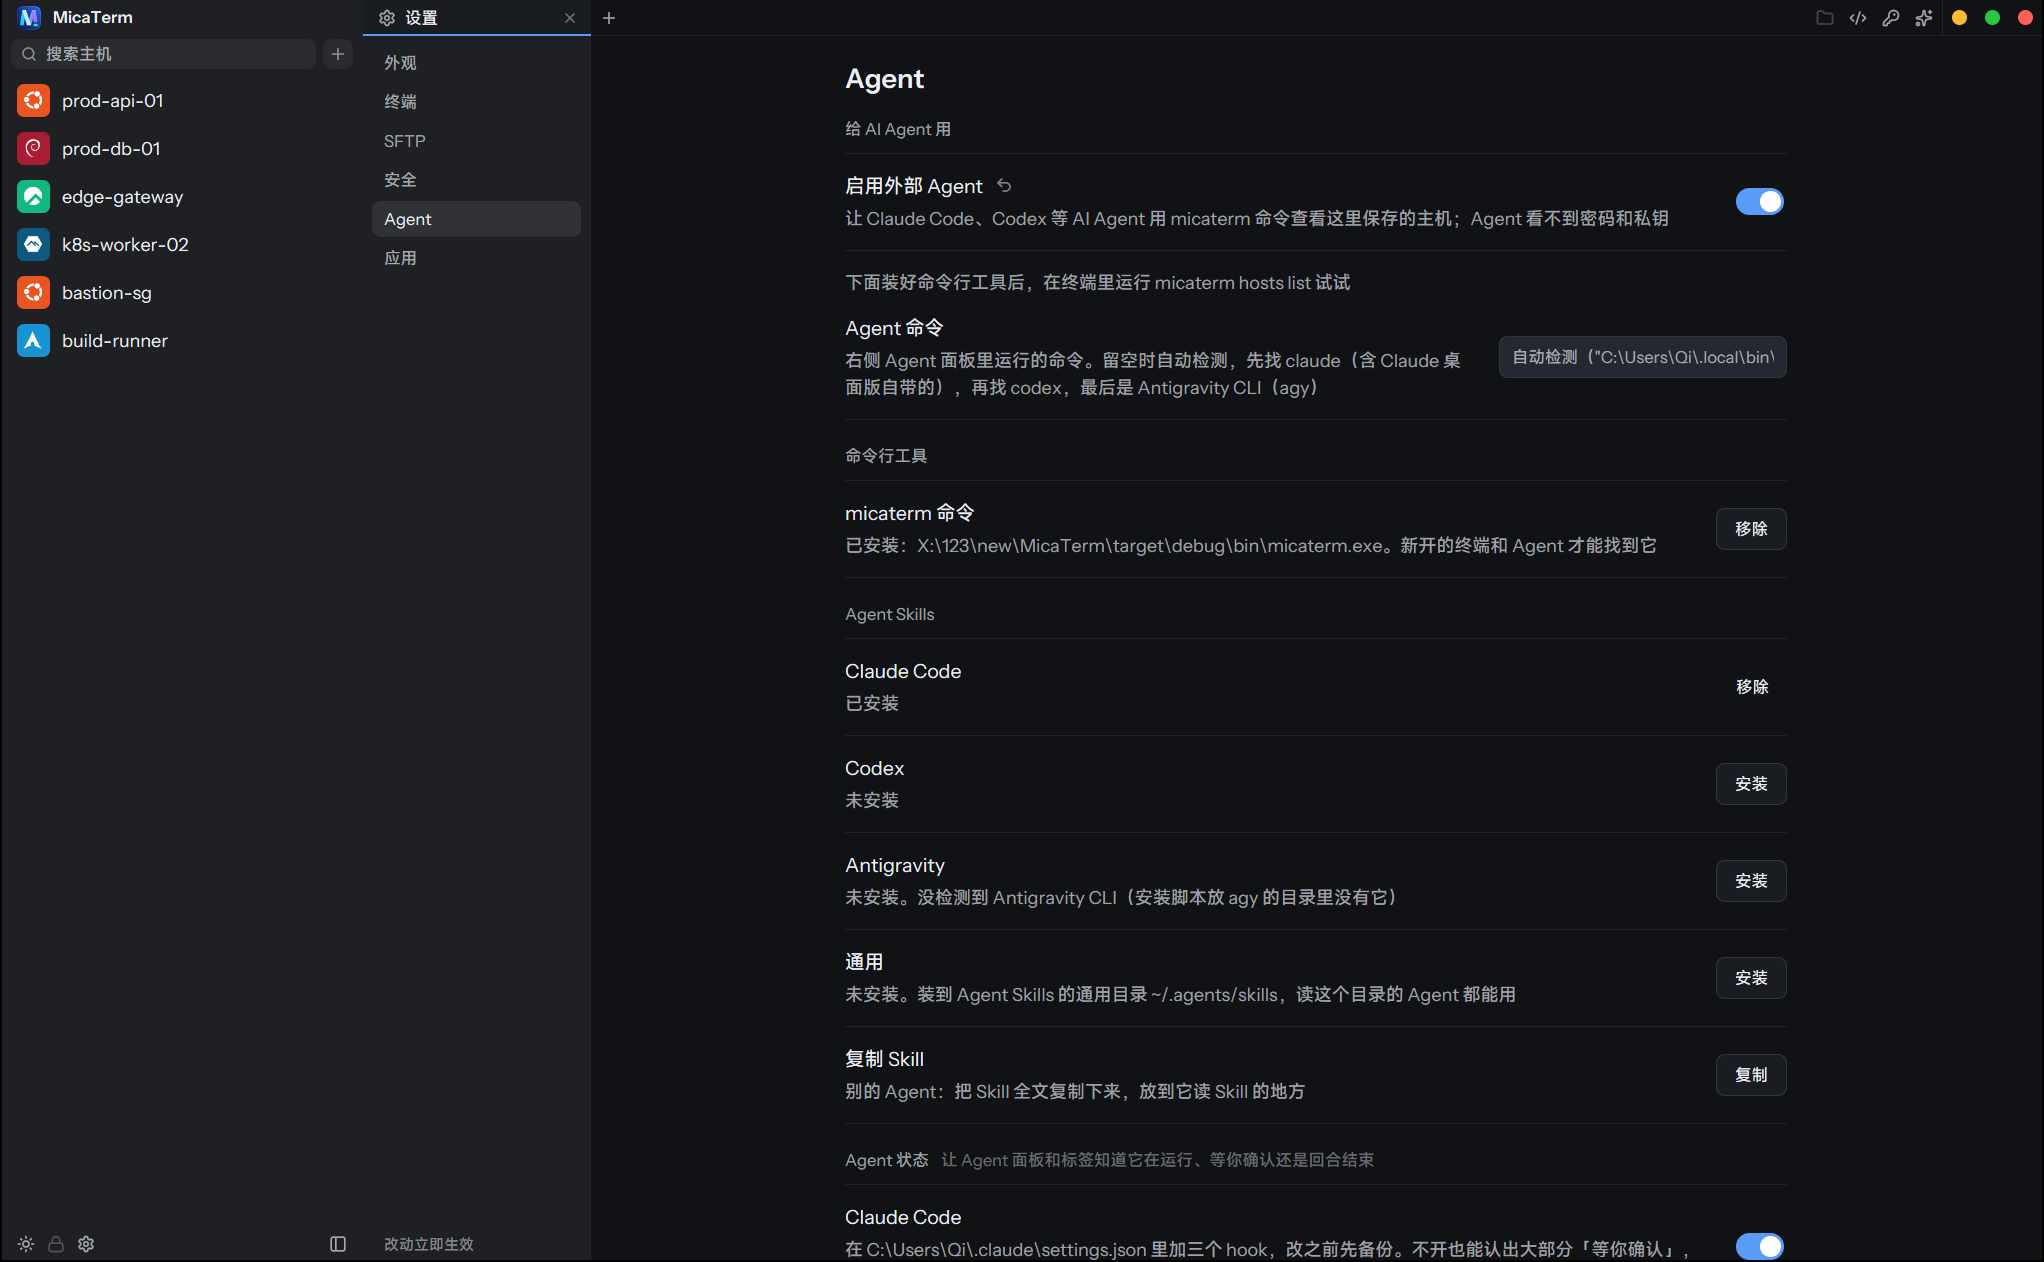 MicaTerm
搜索主机
prod-api-01
prod-db-01
edge-gateway
k8s-worker-02
bastion-sg
build-runner
设置
外观
终端
SFTP
安全
Agent
应用
改动立即生效
Agent
给 AI Agent 用
启用外部 Agent
让 Claude Code、Codex 等 AI Agent 用 micaterm 命令查看这里保存的主机；Agent 看不到密码和私钥
下面装好命令行工具后，在终端里运行 micaterm hosts list 试试
Agent 命令
右侧 Agent 面板里运行的命令。留空时自动检测，先找 claude（含 Claude 桌
面版自带的），再找 codex，最后是 Antigravity CLI（agy）
自动检测（"C:\Users\Qi\.local\bin\
命令行工具
micaterm 命令
已安装：X:\123\new\MicaTerm\target\debug\bin\micaterm.exe。新开的终端和 Agent 才能找到它
移除
Agent Skills
Claude Code
已安装
移除
Codex
未安装
安装
Antigravity
未安装。没检测到 Antigravity CLI（安装脚本放 agy 的目录里没有它）
安装
通用
未安装。装到 Agent Skills 的通用目录 ~/.agents/skills，读这个目录的 Agent 都能用
安装
复制 Skill
别的 Agent：把 Skill 全文复制下来，放到它读 Skill 的地方
复制
Agent 状态 让 Agent 面板和标签知道它在运行、等你确认还是回合结束
Claude Code
在 C:\Users\Qi\.claude\settings.json 里加三个 hook，改之前先备份。不开也能认出大部分「等你确认」，